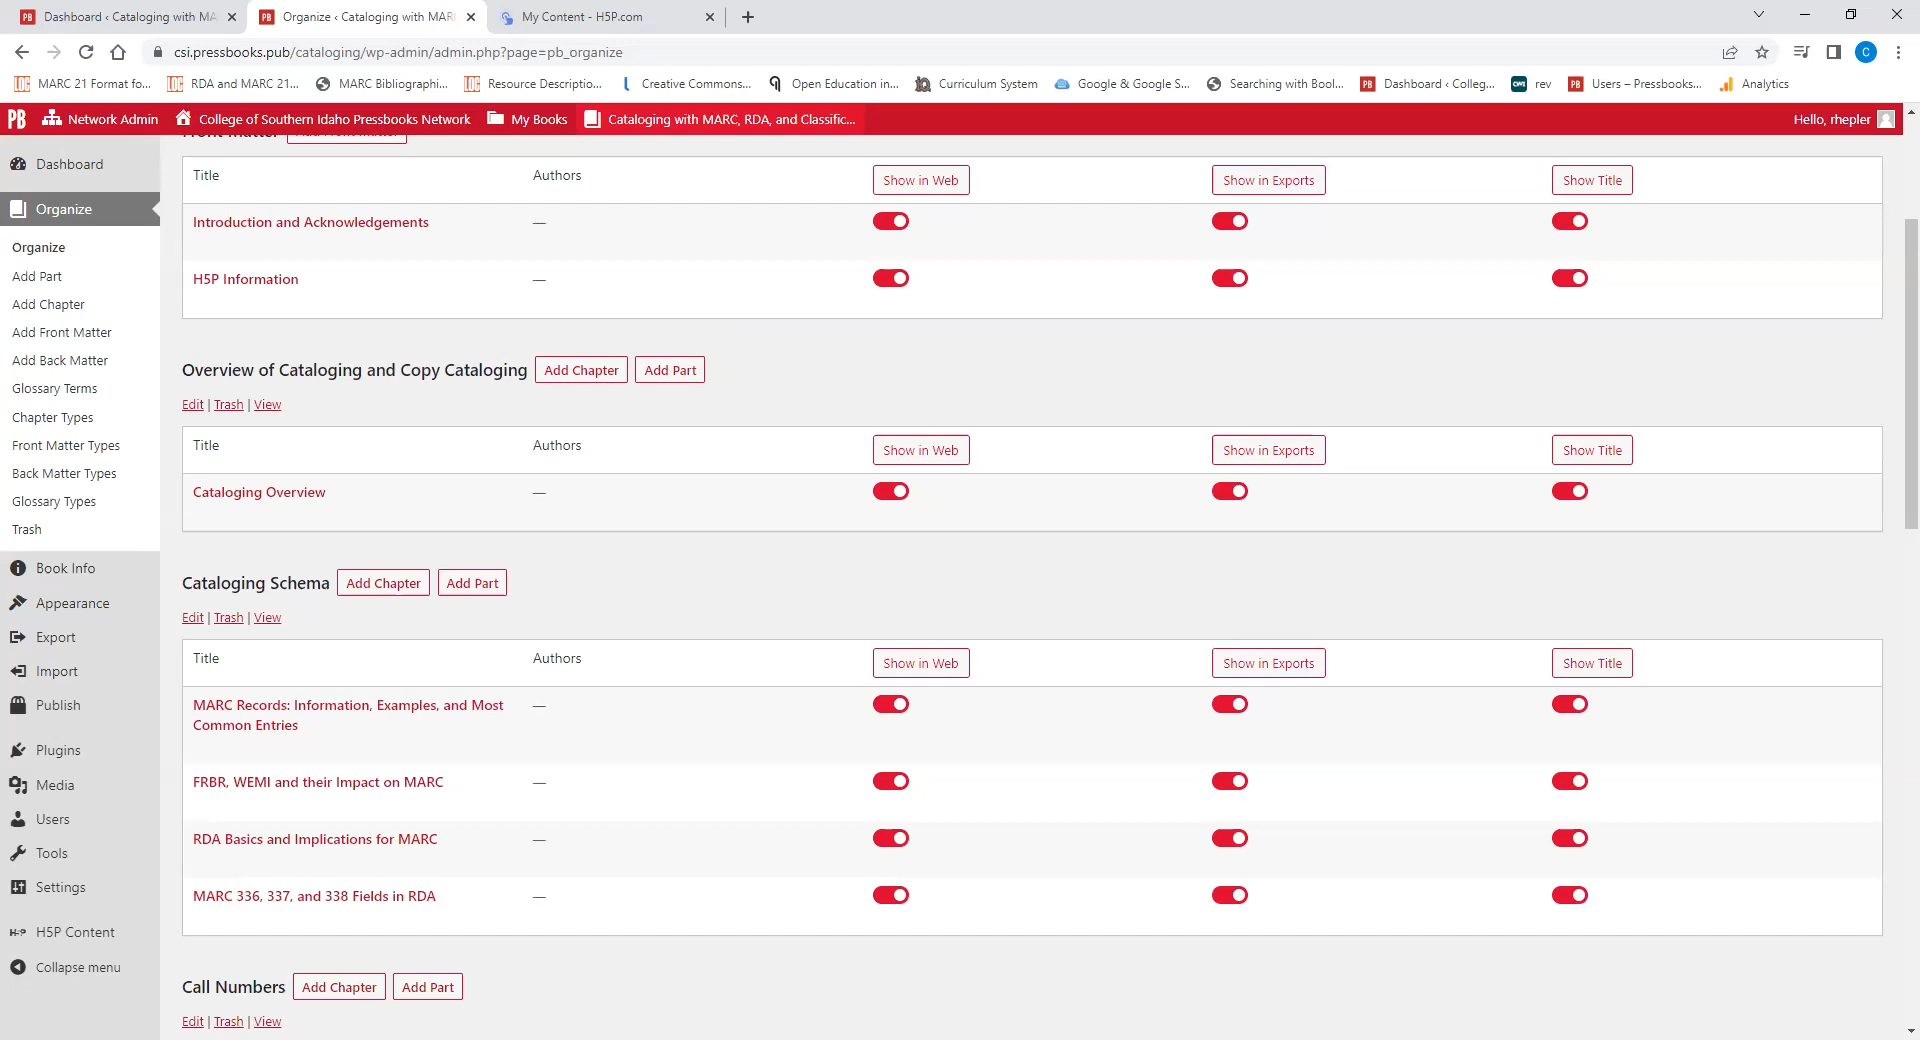 Dashboard ‹ Cataloging with MA
Organize ‹ Cataloging with MAR
My Content - H5P.com
csi.pressbooks.pub/cataloging/wp-admin/admin.php?page=pb_organize
C
MARC 21 Format fo...
RDA and MARC 21...
MARC Bibliographi...
Resource Descriptio...
Creative Commons...
Open Education in...
Curriculum System
Google & Google S...
Searching with Bool...
Dashboard ‹ Colleg...
rev
Users – Pressbooks...
Analytics
PB
Network Admin
College of Southern Idaho Pressbooks Network
My Books
Cataloging with MARC, RDA, and Classific...
Hello, rhepler
Dashboard
Organize
Organize
Add Part
Add Chapter
Add Front Matter
Add Back Matter
Glossary Terms
Chapter Types
Front Matter Types
Back Matter Types
Glossary Types
Trash
Book Info
Appearance
Export
Import
Publish
Plugins
Media
Users
Tools
Settings
H5P Content
Collapse menu
Front Matter Add Front Matter
Title Authors Show in Web Show in Exports Show Title
Introduction and Acknowledgements —
H5P Information —
Overview of Cataloging and Copy Cataloging Add Chapter Add Part
Edit | Trash | View
Title Authors Show in Web Show in Exports Show Title
Cataloging Overview —
Cataloging Schema Add Chapter Add Part
Edit | Trash | View
Title Authors Show in Web Show in Exports Show Title
MARC Records: Information, Examples, and Most —
Common Entries
FRBR, WEMI and their Impact on MARC —
RDA Basics and Implications for MARC —
MARC 336, 337, and 338 Fields in RDA —
Call Numbers Add Chapter Add Part
Edit | Trash | View